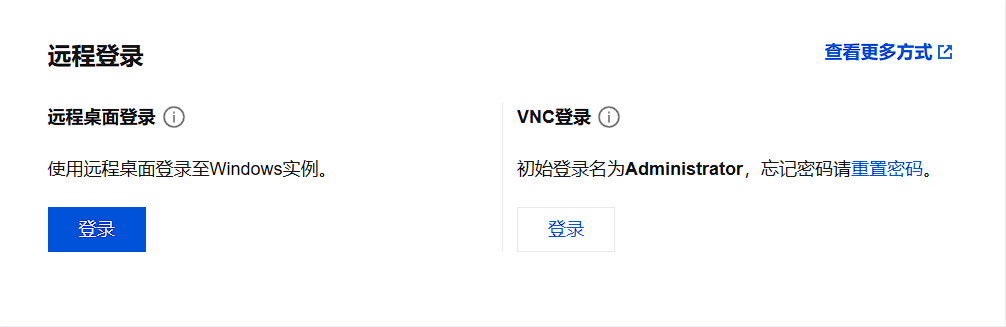 远程登录
查看更多方式
远程桌面登录
使用远程桌面登录至Windows实例。
登录
VNC登录
初始登录名为Administrator，忘记密码请重置密码。
登录